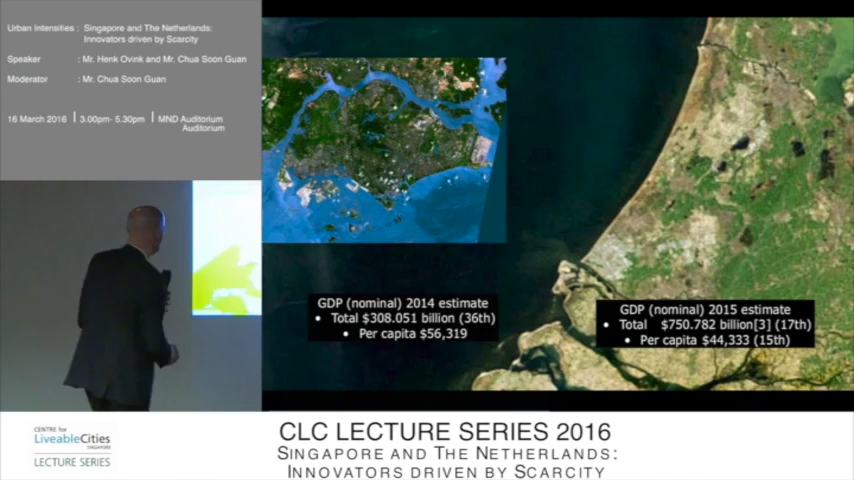 Urban Intensities : Singapore and The Netherlands:
Innovators driven by Scarcity
Speaker : Mr. Henk Ovink and Mr. Chua Soon Guan
Moderator : Mr. Chua Soon Guan
16 March 2016 | 3.00pm- 5.30pm | MND Auditorium
Auditorium
GDP (nominal) 2014 estimate
• Total $308.051 billion (36th)
• Per capita $56,319
GDP (nominal) 2015 estimate
• Total $750.782 billion[3] (17th)
• Per capita $44,333 (15th)
CENTRE for
LiveableCities
SINGAPORE
LECTURE SERIES
CLC LECTURE SERIES 2016
SINGAPORE AND THE NETHERLANDS:
INNOVATORS DRIVEN BY SCARCITY